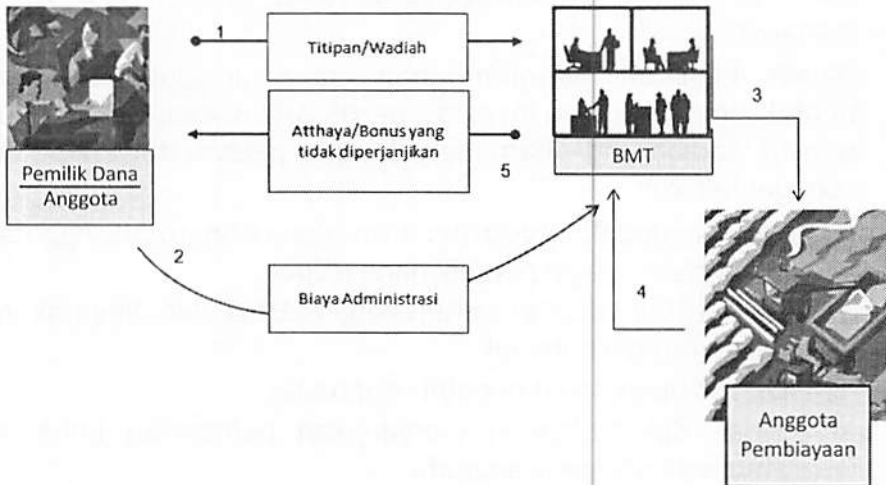 1
Titipan/Wadiah
3
Atthaya/Bonus yang
tidak diperjanjikan
5
BMT
Pemilik Dana
Anggota
2
Biaya Administrasi
4
Anggota
Pembiayaan